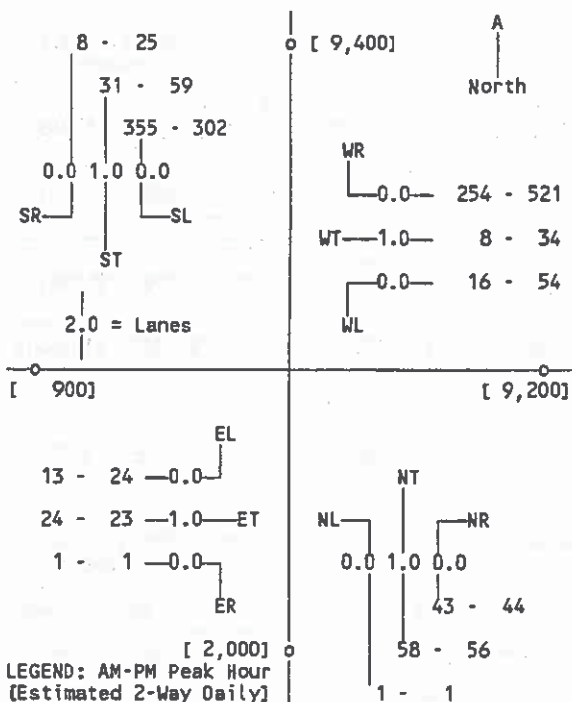 8 - 25
[ 9,400]
A
North
31 - 59
355 - 302
0.0 1.0 0.0
SR
SL
ST
WR
0.0 254 - 521
WT 1.0 8 - 34
0.0 16 - 54
WL
2.0 = Lanes
[ 900]
[ 9,200]
EL
13 - 24 0.0
24 - 23 1.0 ET
1 - 1 0.0
ER
NT
NL
NR
0.0 1.0 0.0
43 - 44
58 - 56
1 - 1
[ 2,000]
LEGEND: AM-PM Peak Hour
[Estimated 2-Way Daily]